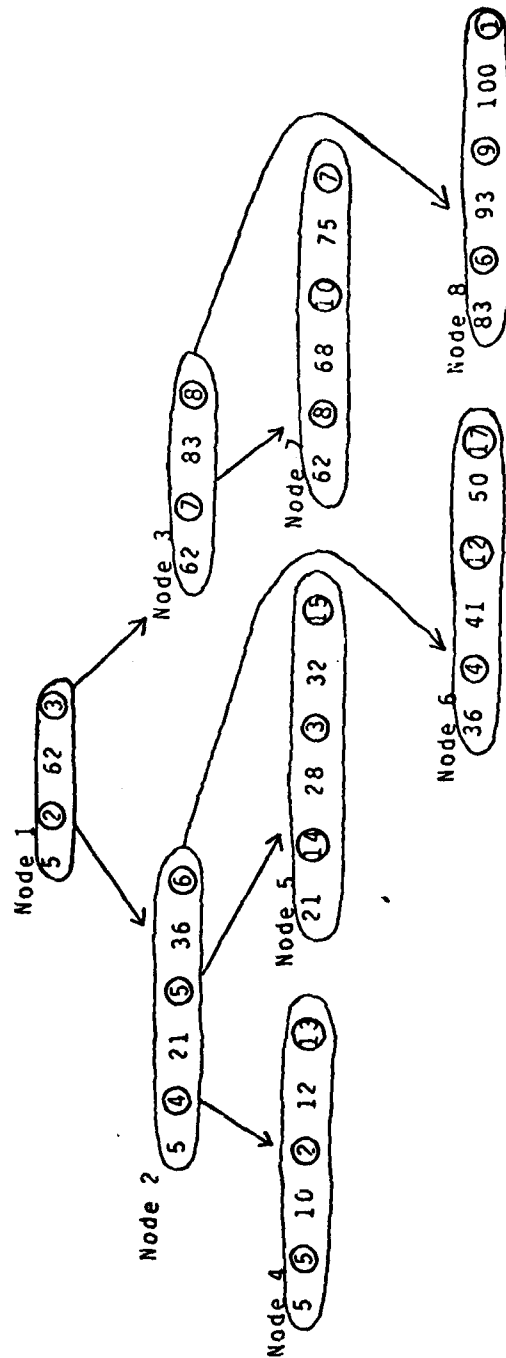 Node 1
5 ② 62 ③
Node 2
5 ④ 21 ⑤ 36 ⑥
Node 3
62 ⑦ 83 ⑧
Node 4
5 ⑤ 10 ② 12 ⑬
Node 5
21 ⑭ 28 ③ 32 ⑮
Node 6
36 ④ 41 ⑫ 50 ⑰
Node 7
62 ⑧ 68 ⑩ 75 ⑦
Node 8
83 ⑥ 93 ⑨ 100 ①